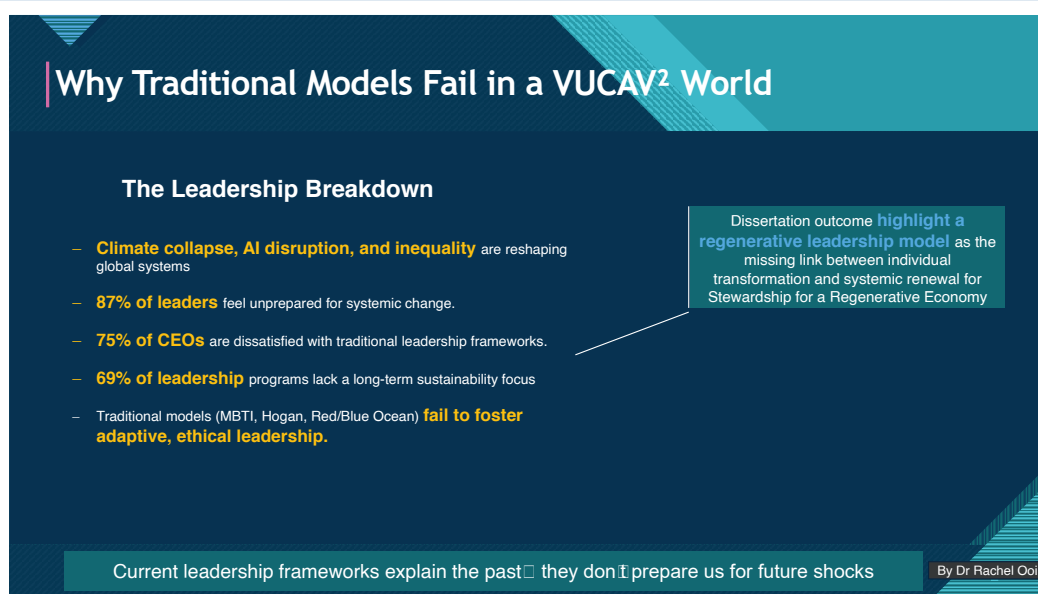 Why Traditional Models Fail in a VUCAV² World
The Leadership Breakdown
– Climate collapse, AI disruption, and inequality are reshaping
global systems
– 87% of leaders feel unprepared for systemic change.
– 75% of CEOs are dissatisfied with traditional leadership frameworks.
– 69% of leadership programs lack a long-term sustainability focus
– Traditional models (MBTI, Hogan, Red/Blue Ocean) fail to foster
adaptive, ethical leadership.
Dissertation outcome highlight a
regenerative leadership model as the
missing link between individual
transformation and systemic renewal for
Stewardship for a Regenerative Economy
Current leadership frameworks explain the past□ they don□t prepare us for future shocks
By Dr Rachel Ooi